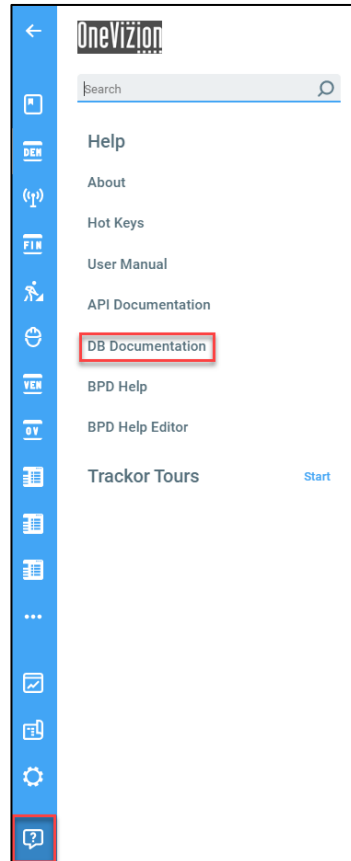 OneVizion
Search
Help
About
Hot Keys
User Manual
API Documentation
DB Documentation
BPD Help
BPD Help Editor
Trackor Tours Start
DEM
FIN
VEN
OV